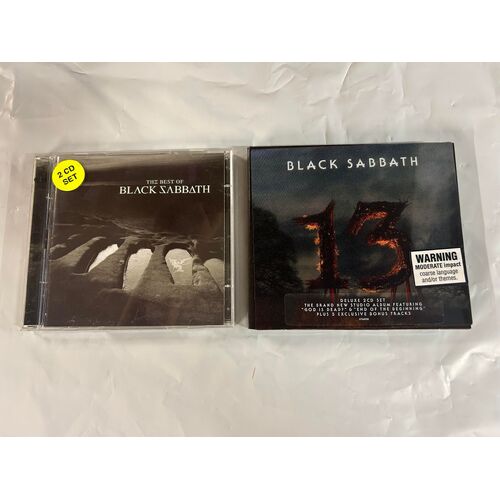 2 CD
SET
THE BEST OF
BLACK SABBATH
BLACK SABBATH
13
WARNING
MODERATE impact
coarse language
and/or themes.
DELUXE 2CD SET
THE BRAND NEW STUDIO ALBUM FEATURING
"GOD IS DEAD?" & "END OF THE BEGINNING"
PLUS 3 EXCLUSIVE BONUS TRACKS